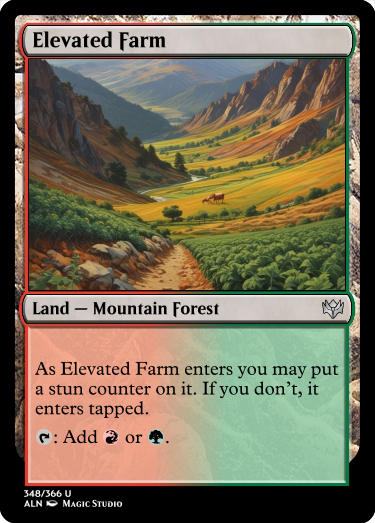 Elevated Farm
Land — Mountain Forest
As Elevated Farm enters you may put
a stun counter on it. If you don't, it
enters tapped.
: Add or .
348/366 U
ALN Magic Studio